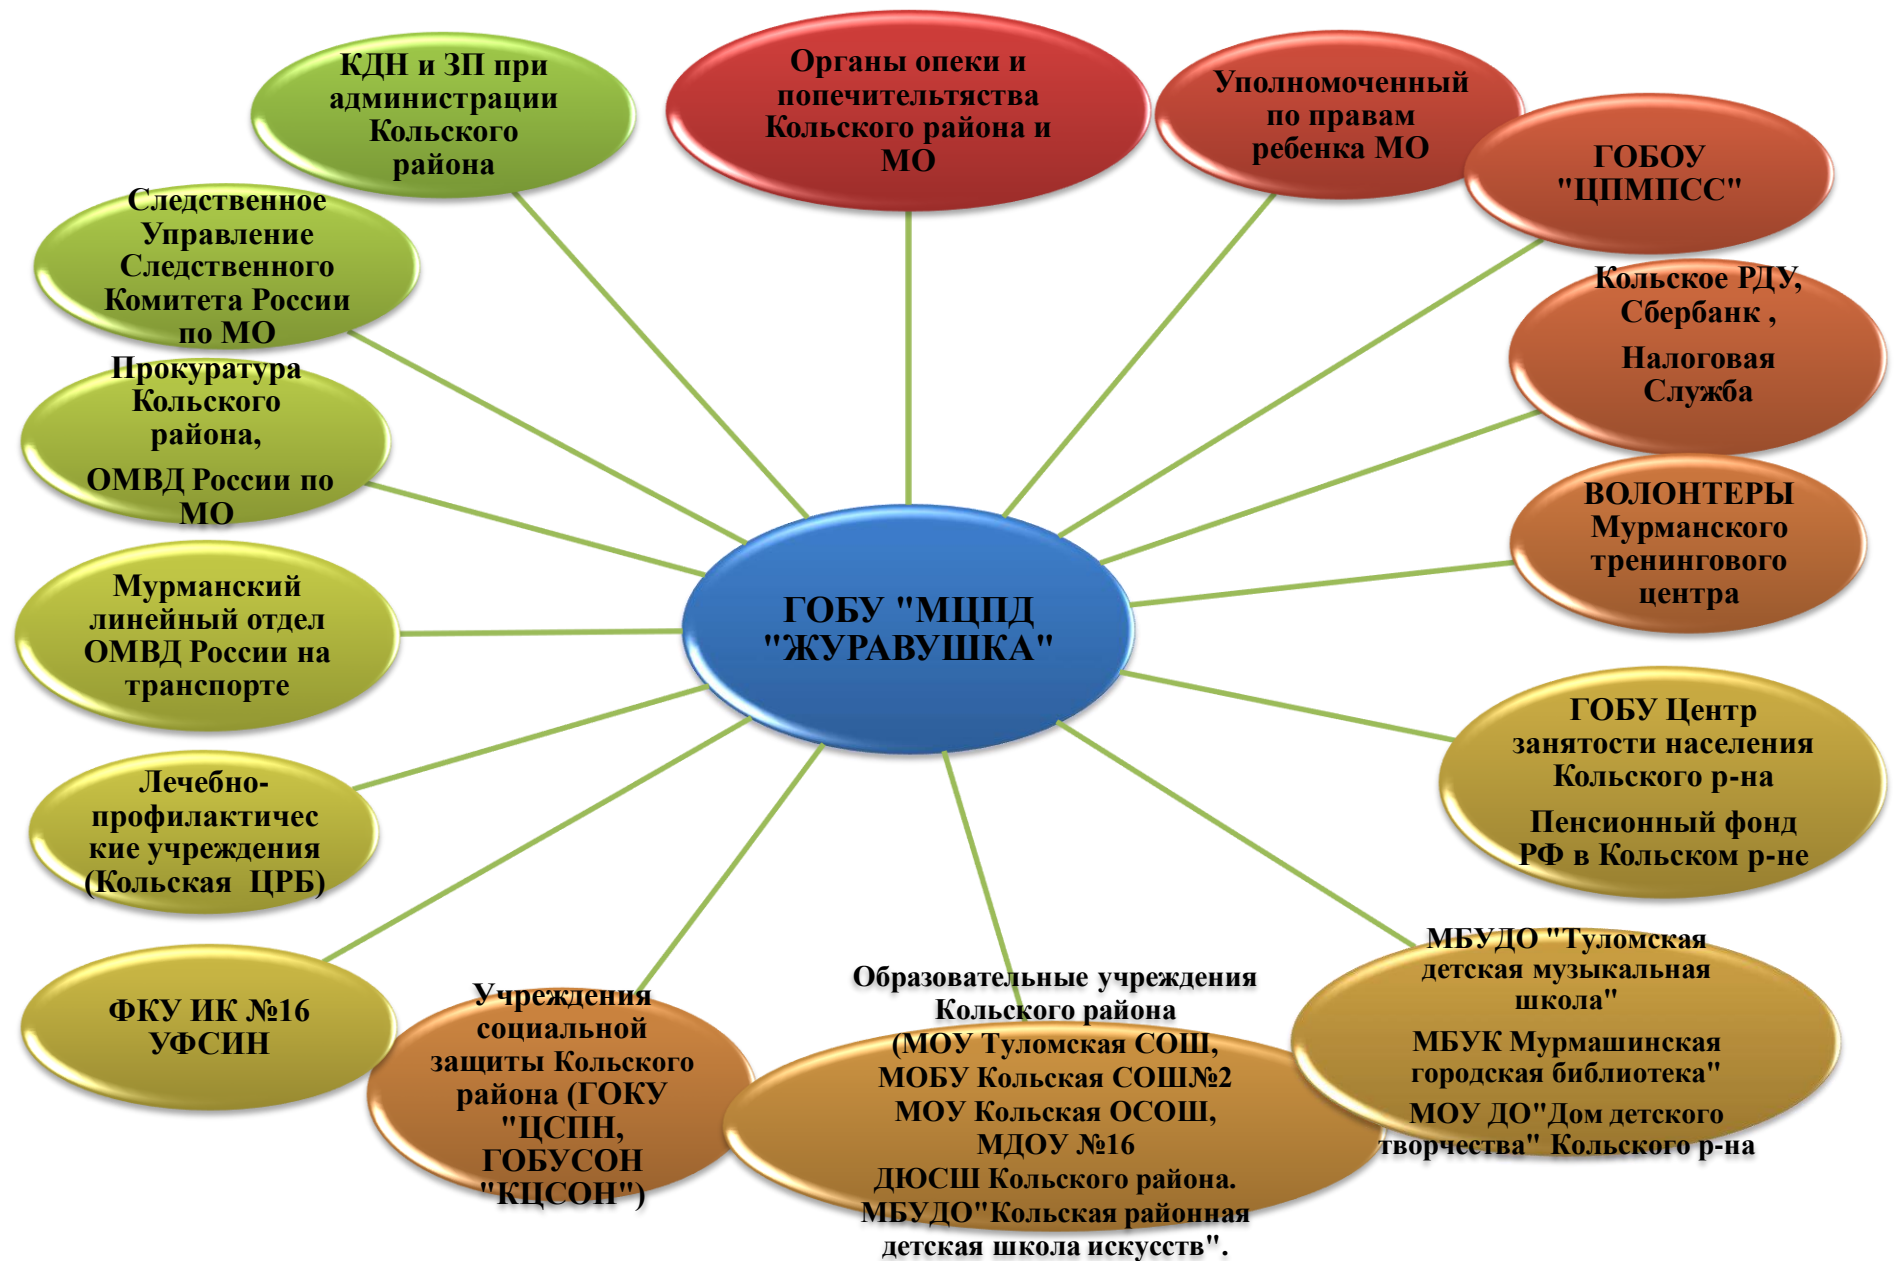 КДН и ЗП при
администрации
Кольского
района
Органы опеки и
попечительтяства
Кольского района и
МО
Уполномоченный
по правам
ребенка МО
ГОБОУ
"ЦПМПСС"
Кольское РДУ,
Сбербанк ,
Налоговая
Служба
ВОЛОНТЕРЫ
Мурманского
тренингового
центра
ГОБУ Центр
занятости населения
Кольского р-на
Пенсионный фонд
РФ в Кольском р-не
МБУДО "Туломская
детская музыкальная
школа"
МБУК Мурмашинская
городская библиотека"
МОУ ДО"Дом детского
творчества" Кольского р-на
Образовательные учреждения
Кольского района
(МОУ Туломская СОШ,
МОБУ Кольская СОШ№2
МОУ Кольская ОСОШ,
МДОУ №16
ДЮСШ Кольского района.
МБУДО"Кольская районная
детская школа искусств".
Учреждения
социальной
защиты Кольского
района (ГОКУ
"ЦСПН,
ГОБУСОН
"КЦСОН")
ФКУ ИК №16
УФСИН
Лечебно-
профилактичес
кие учреждения
(Кольская  ЦРБ)
Мурманский
линейный отдел
ОМВД России на
транспорте
Прокуратура
Кольского
района,
ОМВД России по
МО
Следственное
Управление
Следственного
Комитета России
по МО
ГОБУ "МЦПД
"ЖУРАВУШКА"